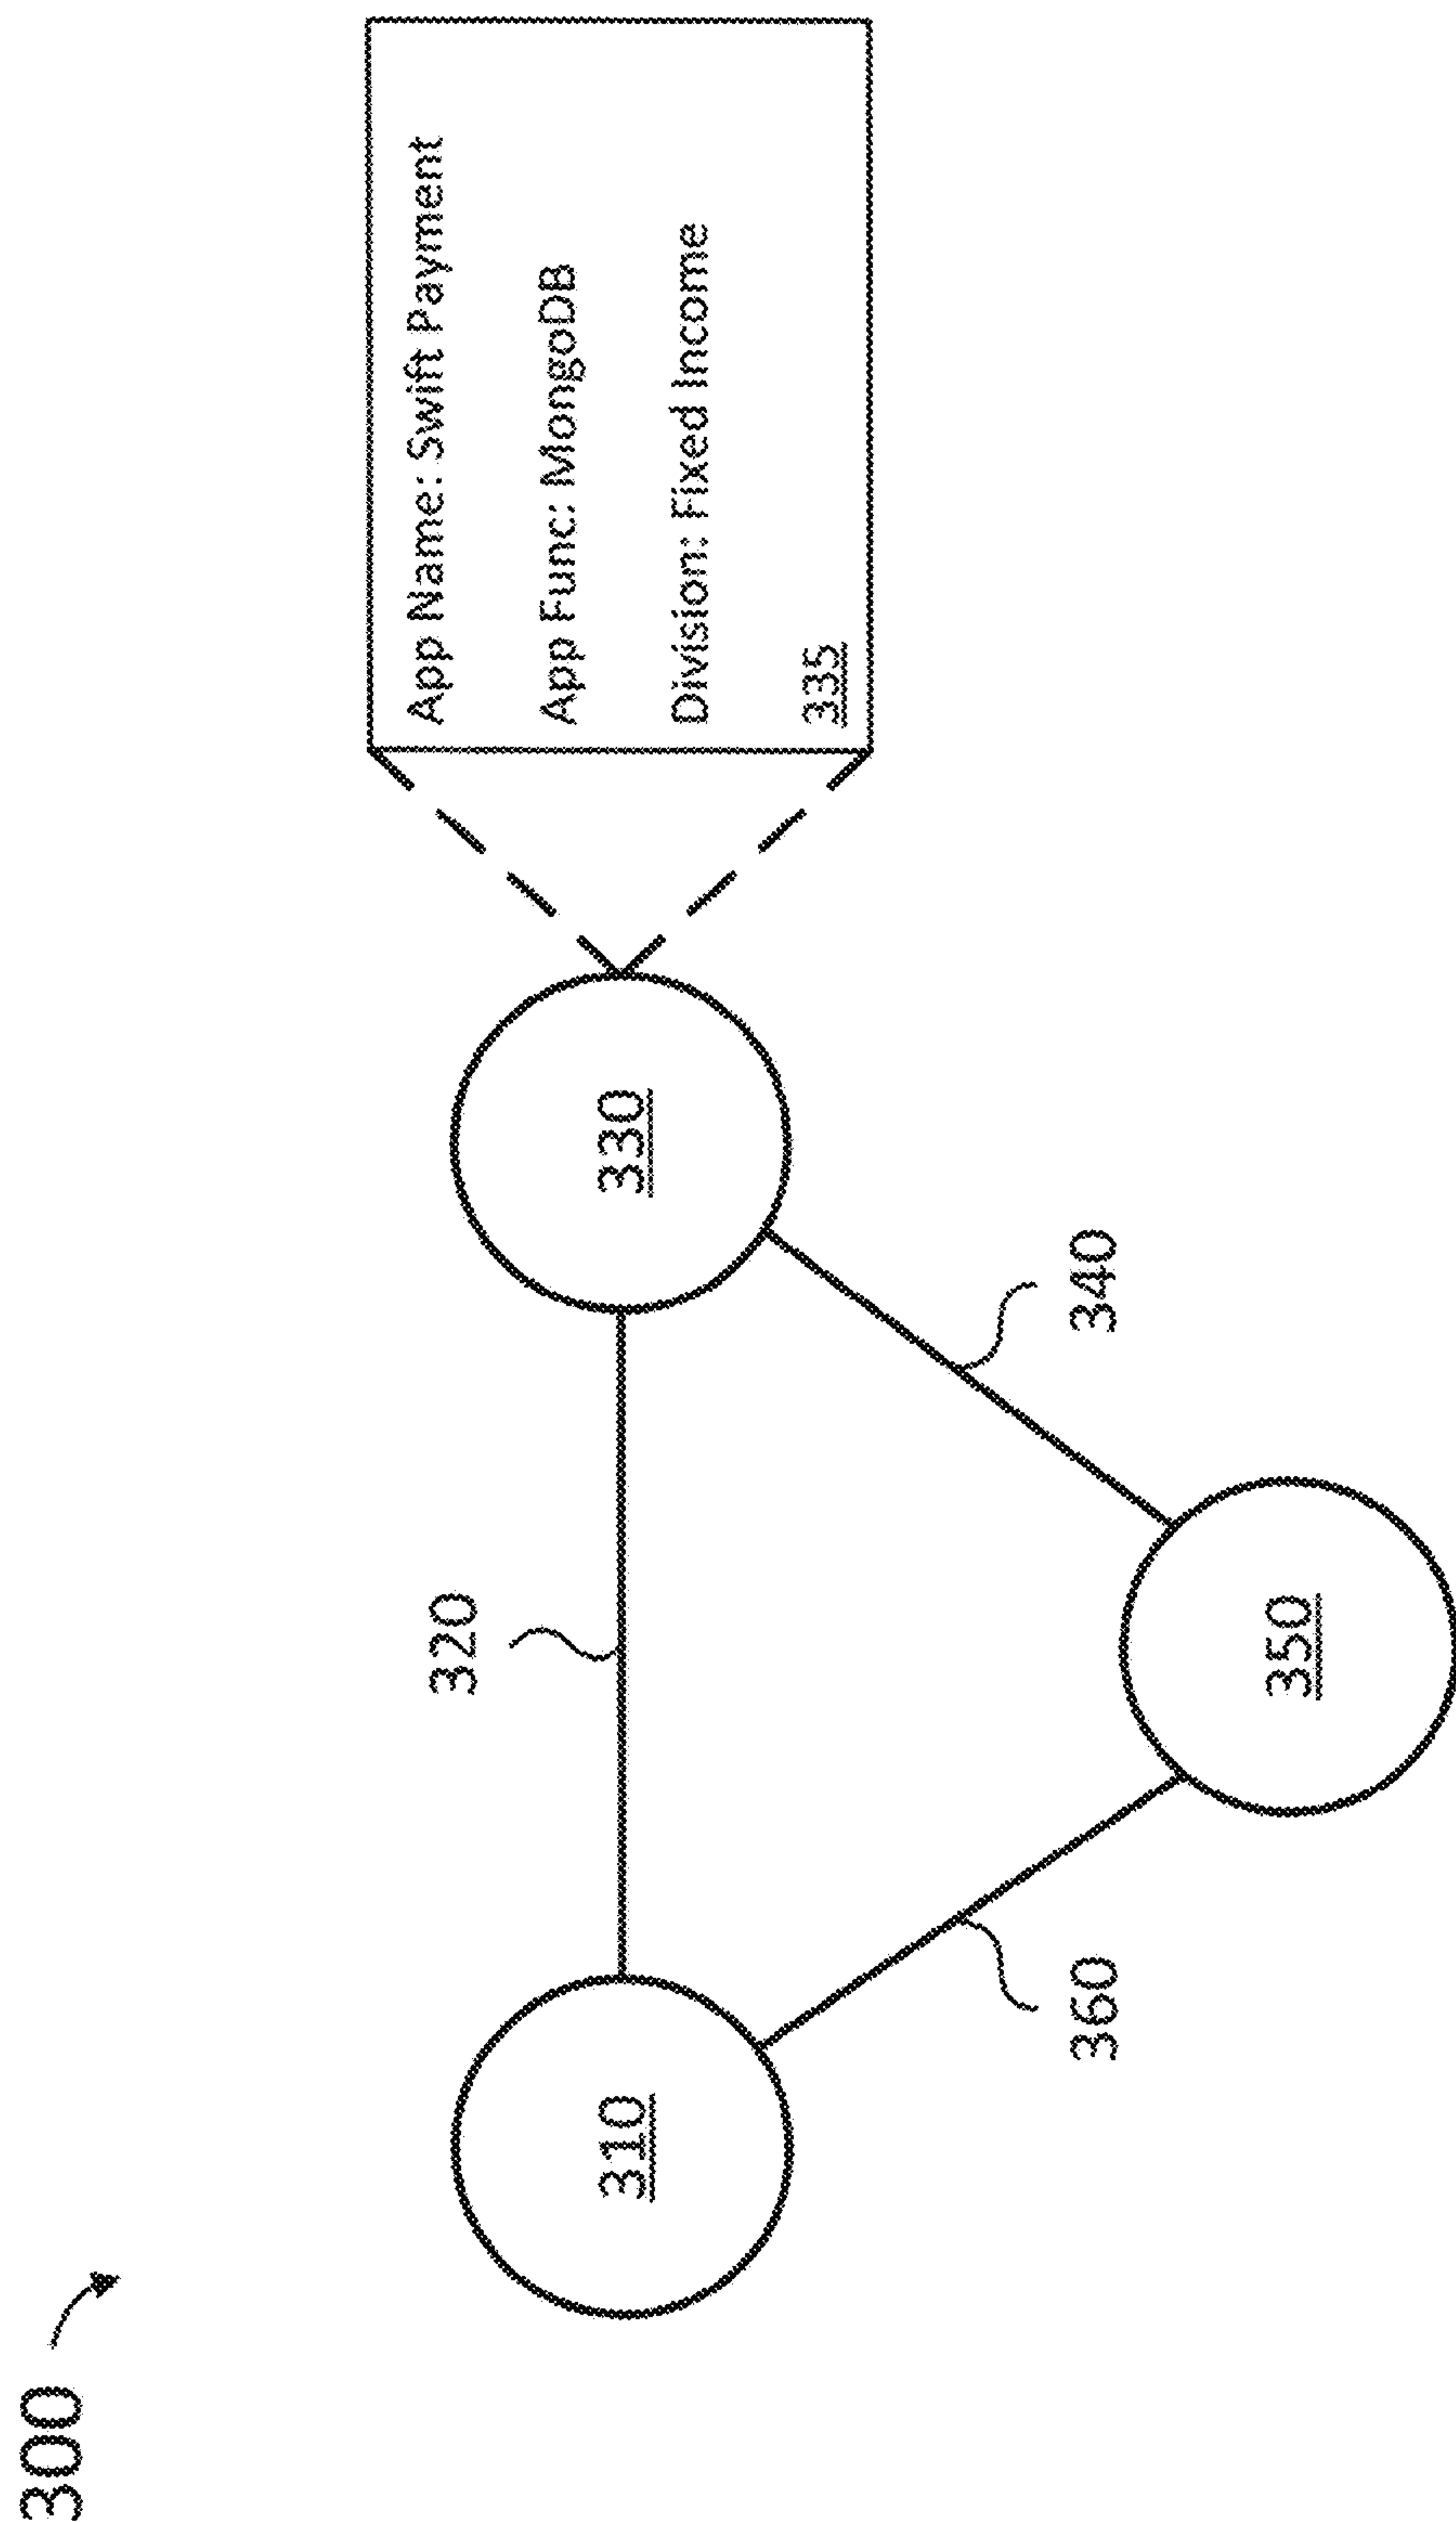 300
310
320
330
App Name: Swift Payment
App Func: MongoDB
Division: Fixed Income
335
360
340
350